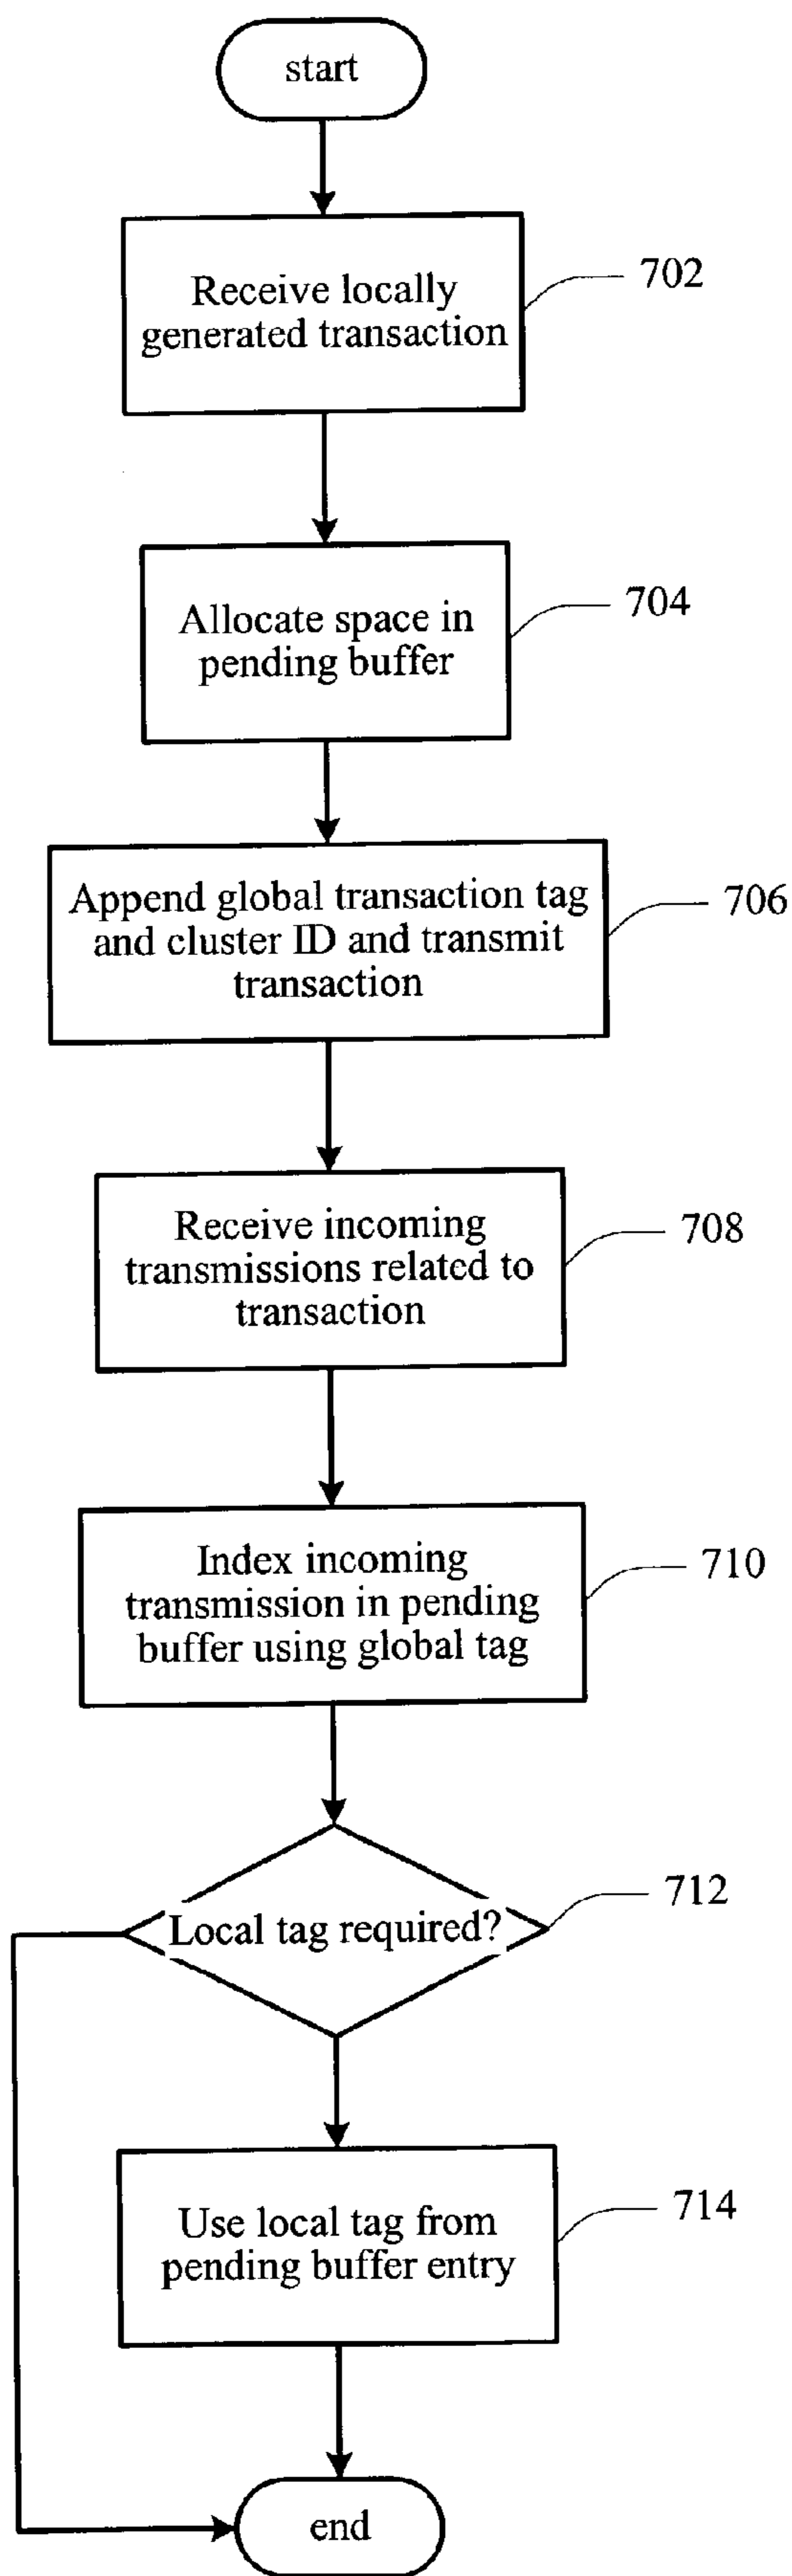 start
Receive locally
generated transaction
702
Allocate space in
pending buffer
704
Append global transaction tag
and cluster ID and transmit
transaction
706
Receive incoming
transmissions related to
transaction
708
Index incoming
transmission in pending
buffer using global tag
710
Local tag required?
712
Use local tag from
pending buffer entry
714
end